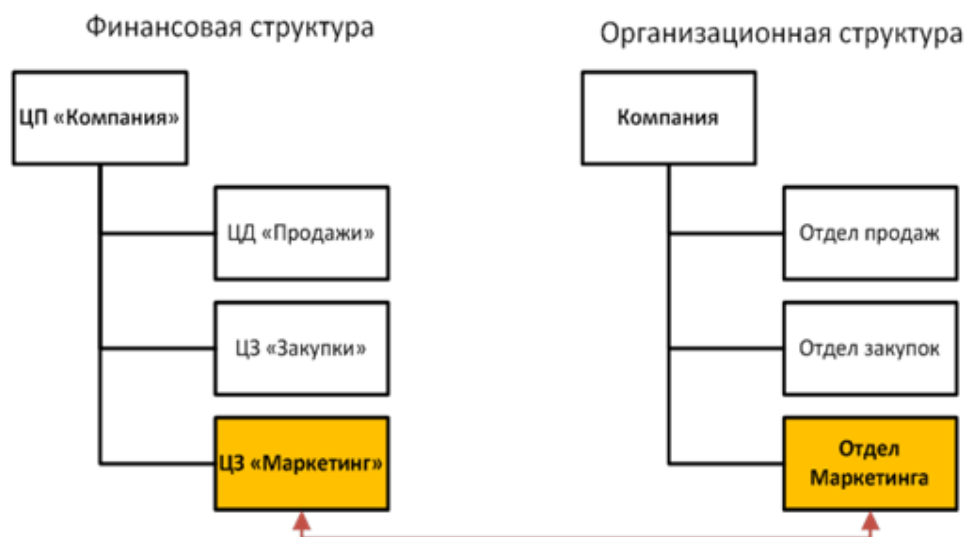 Финансовая структура
ЦП «Компания»
ЦД «Продажи»
ЦЗ «Закупки»
ЦЗ «Маркетинг»
Организационная структура
Компания
Отдел продаж
Отдел закупок
Отдел
Маркетинга